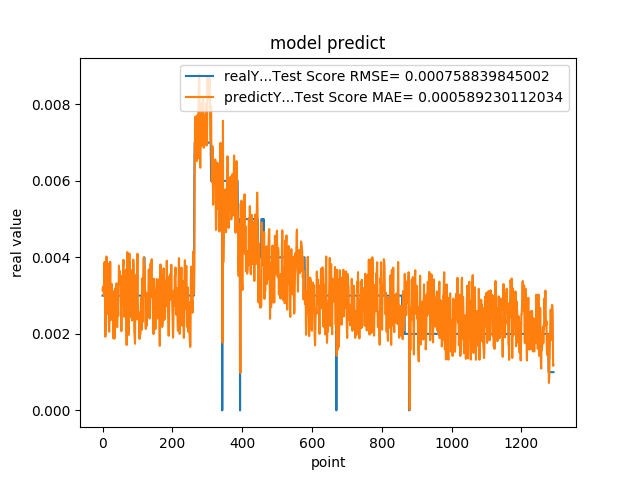 model predict
realY...Test Score RMSE= 0.000758839845002
predictY...Test Score MAE= 0.000589230112034
real value
0.008
0.006
0.004
0.002
0.000
0 200 400 600 800 1000 1200
point